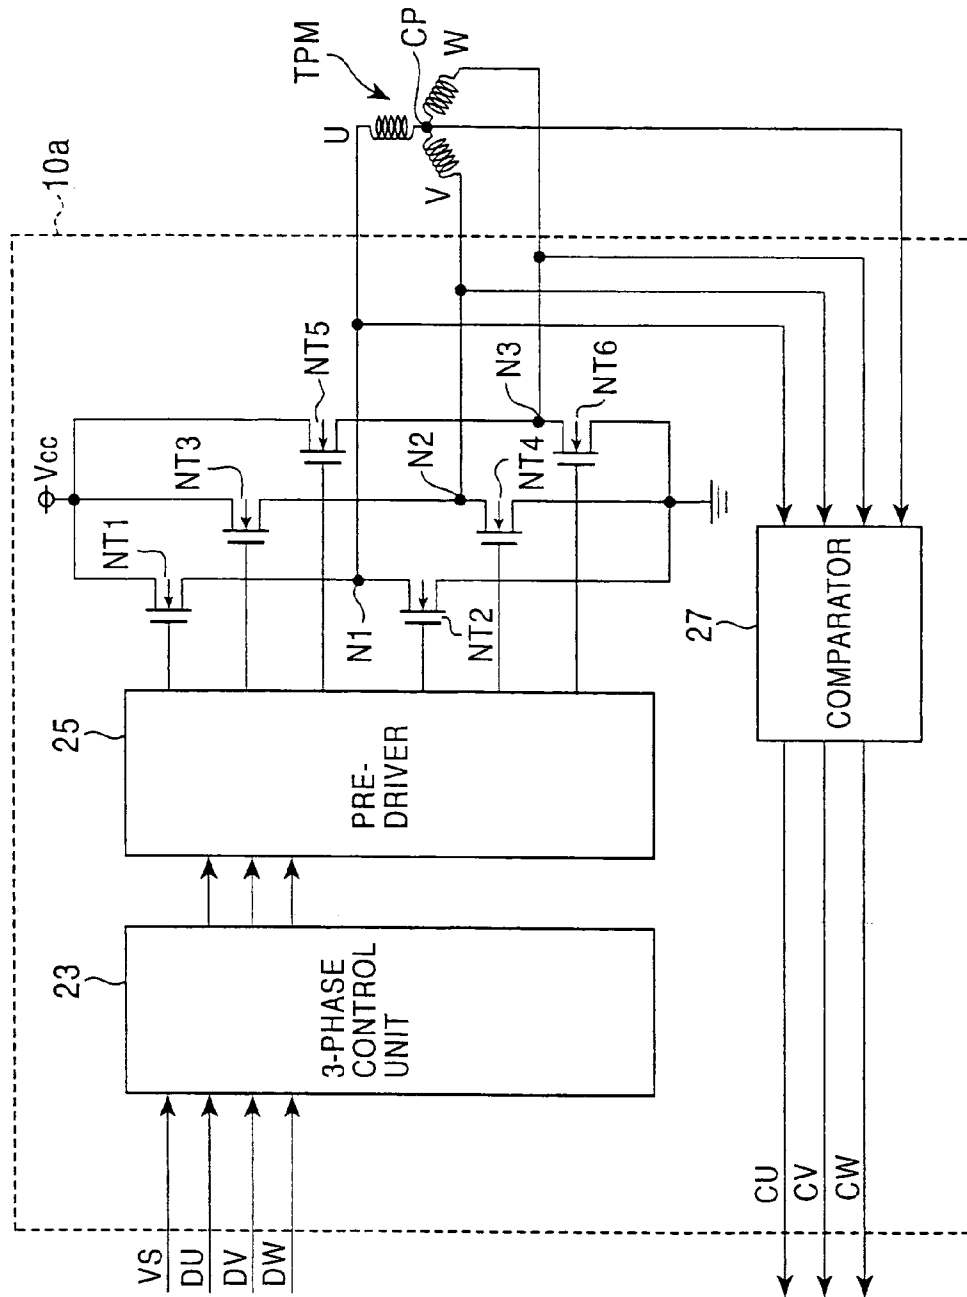 10a
VS
DU
DV
DW
23
3-PHASE
CONTROL
UNIT
25
PRE-
DRIVER
Vcc
NT1
NT3
NT5
N1
N2
N3
NT2
NT4
NT6
TPM
U
V
W
CP
27
COMPARATOR
CU
CV
CW